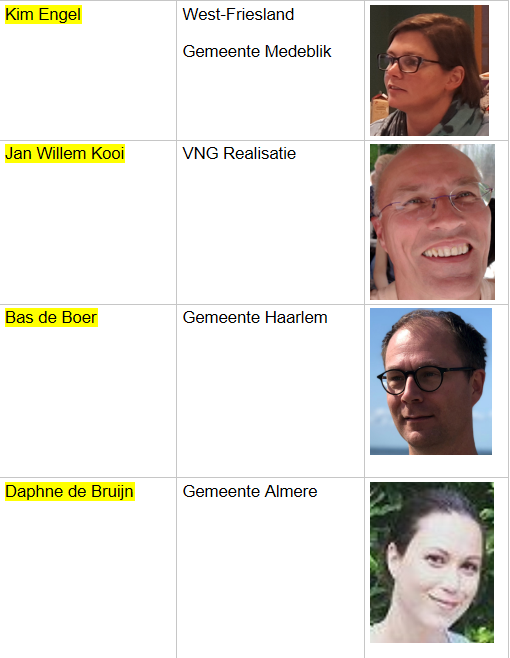 Kim Engel
West-Friesland
Gemeente Medeblik
Jan Willem Kooi
VNG Realisatie
Bas de Boer
Gemeente Haarlem
Daphne de Bruijn
Gemeente Almere